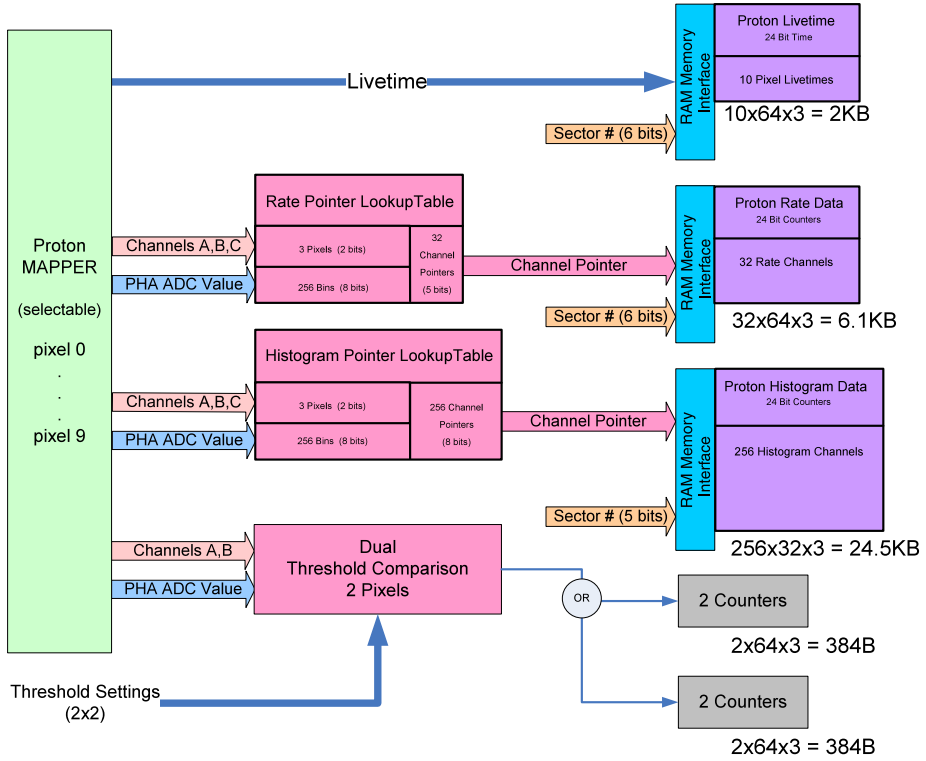 Proton
MAPPER
(selectable)
pixel 0
.
.
.
pixel 9
Livetime
RAM Memory
Interface
Proton Livetime
24 Bit Time
10 Pixel Livetimes
10x64x3 = 2KB
Sector # (6 bits)
Channels A,B,C
PHA ADC Value
Rate Pointer LookupTable
3 Pixels (2 bits)
256 Bins (8 bits)
32
Channel
Pointers
(5 bits)
Channel Pointer
RAM Memory
Interface
Proton Rate Data
24 Bit Counters
32 Rate Channels
Sector # (6 bits)
32x64x3 = 6.1KB
Channels A,B,C
PHA ADC Value
Histogram Pointer LookupTable
3 Pixels (2 bits)
256 Bins (8 bits)
256 Channel
Pointers
(8 bits)
Channel Pointer
RAM Memory
Interface
Proton Histogram Data
24 Bit Counters
256 Histogram Channels
Sector # (5 bits)
256x32x3 = 24.5KB
Channels A,B
PHA ADC Value
Dual
Threshold Comparison
2 Pixels
OR
2 Counters
2x64x3 = 384B
2 Counters
2x64x3 = 384B
Threshold Settings
(2x2)